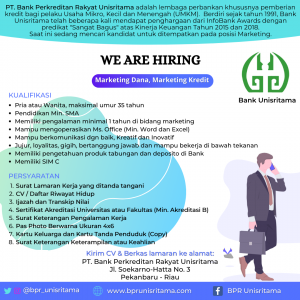 PT. Bank Perkreditan Rakyat Unisritama adalah lembaga perbankan khususnya pemberian
kredit bagi pelaku Usaha Mikro, Kecil dan Menengah (UMKM). Berdiri sejak tahun 1991, Bank
Unisritama telah beberapa kali mendapat penghargaan dari InfoBank Awards dengan
predikat "Sangat Bagus" atas Kinerja Keuangan Tahun 2015 dan 2018.
Saat ini sedang mencari kandidat untuk ditempatkan pada posisi Marketing.
WE ARE HIRING
Marketing Dana, Marketing Kredit
Bank Unisritama
KUALIFIKASI
Pria atau Wanita, maksimal umur 35 tahun
Pendidikan Min. SMA
Memiliki pengalaman minimal 1 tahun di bidang marketing
Mampu mengoperasikan Ms. Office (Min. Word dan Excel)
Mampu berkomunikasi dgn baik, Kreatif dan Inovatif
Jujur, loyalitas, gigih, bertanggung jawab dan mampu bekerja di bawah tekanan
Memiliki pengetahuan produk tabungan dan deposito di Bank
Memiliki SIM C
PERSYARATAN
1. Surat Lamaran Kerja yang ditanda tangani
2. CV / Daftar Riwayat Hidup
3. Ijazah dan Transkip Nilai
4. Sertifikat Akreditasi Universitas atau Fakultas (Min. Akreditasi B)
5. Surat Keterangan Pengalaman Kerja
6. Pas Photo Berwarna Ukuran 4x6
7. Kartu Keluarga dan Kartu Tanda Penduduk (Copy)
8. Surat Keterangan Keterampilan atau Keahlian
Kirim CV & Berkas lamaran ke alamat:
PT. Bank Perkreditan Rakyat Unisritama
Jl. Soekarno-Hatta No. 3
Pekanbaru - Riau
@bpr_unisritama
www.bprunisritama.com
BPR Unisritama